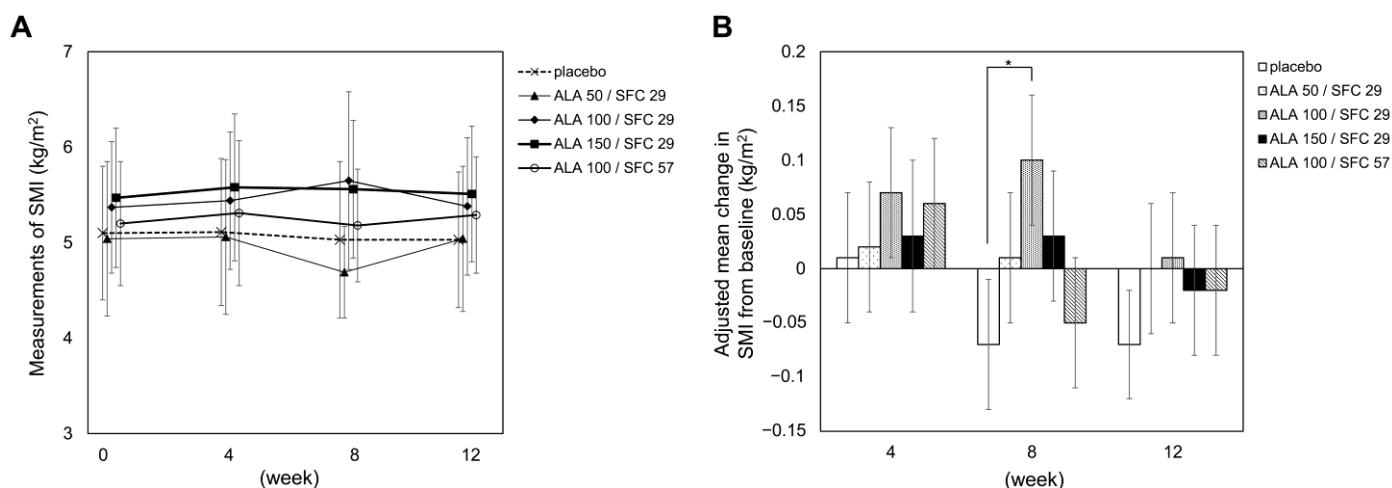 A
Measurements of SMI (kg/m²)
7
6
5
4
3
0 4 8 12
(week)
placebo
ALA 50 / SFC 29
ALA 100 / SFC 29
ALA 150 / SFC 29
ALA 100 / SFC 57
B
Adjusted mean change in
SMI from baseline (kg/m²)
0.2
0.15
0.1
0.05
0
−0.05
−0.1
−0.15
*
4 8 12
(week)
placebo
ALA 50 / SFC 29
ALA 100 / SFC 29
ALA 150 / SFC 29
ALA 100 / SFC 57